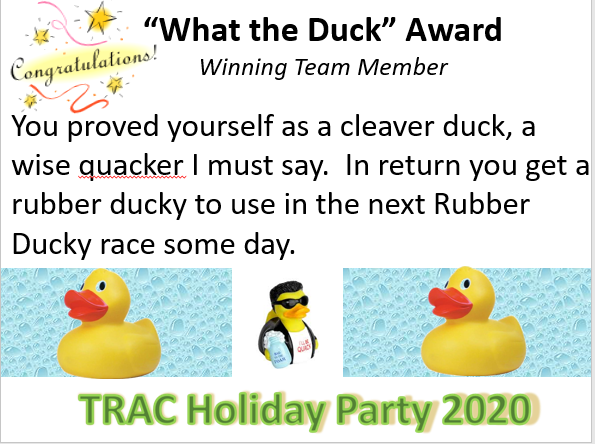 Congratulations!
“What the Duck” Award
Winning Team Member
You proved yourself as a cleaver duck, a
wise quacker I must say.  In return you get a
rubber ducky to use in the next Rubber
Ducky race some day.
TRAC Holiday Party 2020